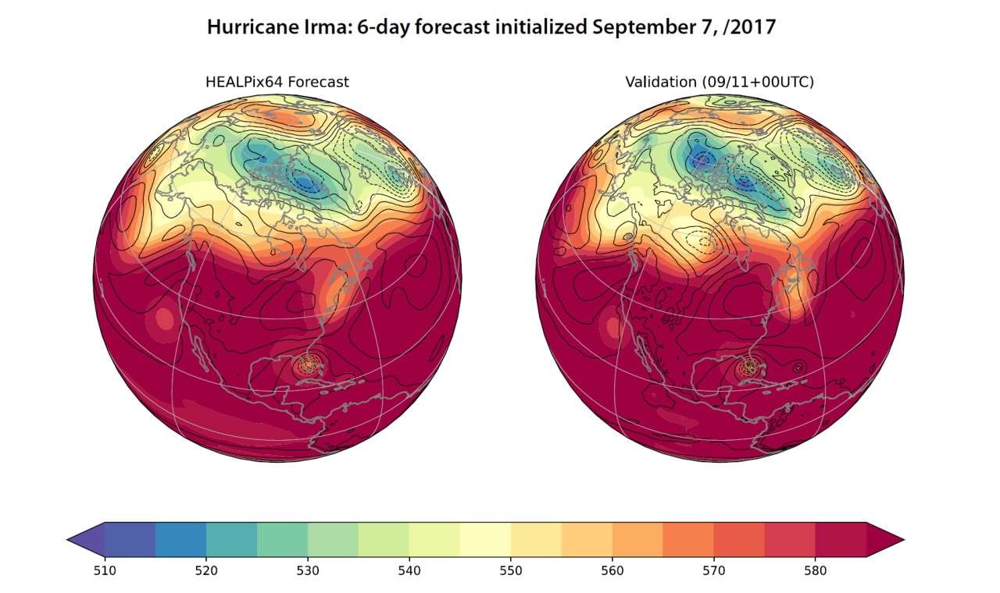 Hurricane Irma: 6-day forecast initialized September 7, /2017
HEALPix64 Forecast
Validation (09/11+00UTC)
510 520 530 540 550 560 570 580